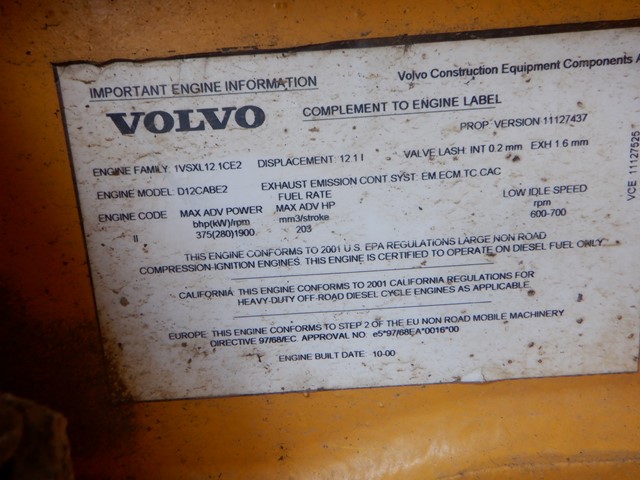 IMPORTANT ENGINE INFORMATION
Volvo Construction Equipment Components A
VOLVO
COMPLEMENT TO ENGINE LABEL
PROP. VERSION 11127437
ENGINE FAMILY: 1VSXL12.1CE2 DISPLACEMENT: 12.1 l VALVE LASH: INT 0.2 mm EXH 1.6 mm
ENGINE MODEL: D12CABE2 EXHAUST EMISSION CONT SYST: EM ECM.TC CAC
ENGINE CODE MAX ADV POWER FUEL RATE MAX ADV HP LOW IDLE SPEED
bhp(kW)/rpm mm3/stroke rpm
II 375(280)1900 203 600-700
THIS ENGINE CONFORMS TO 2001 U.S. EPA REGULATIONS LARGE NON ROAD
COMPRESSION-IGNITION ENGINES. THIS ENGINE IS CERTIFIED TO OPERATE ON DIESEL FUEL ONLY.
CALIFORNIA: THIS ENGINE CONFORMS TO 2001 CALIFORNIA REGULATIONS FOR
HEAVY-DUTY OFF-ROAD DIESEL CYCLE ENGINES AS APPLICABLE.
EUROPE: THIS ENGINE CONFORMS TO STEP 2 OF THE EU NON ROAD MOBILE MACHINERY
DIRECTIVE 97/68/EC. APPROVAL NO. e5*97/68EA*0016*00
ENGINE BUILT DATE: 10-00
VCE 11127525